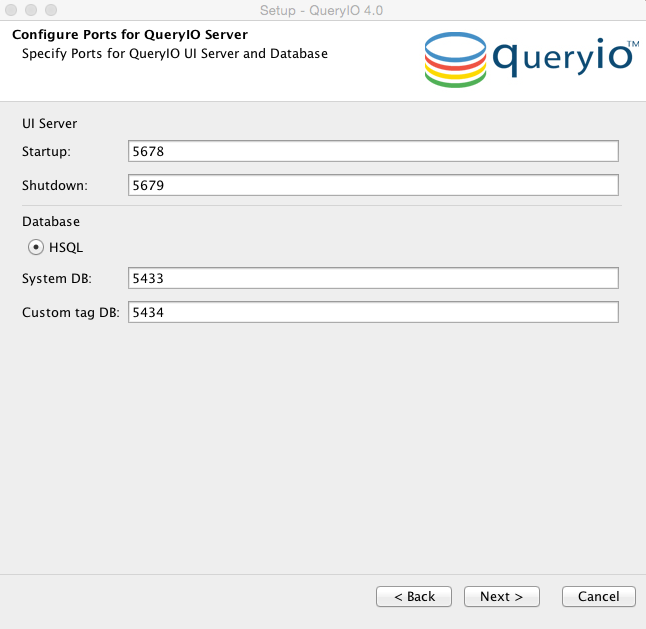 Setup - QueryIO 4.0
Configure Ports for QueryIO Server
Specify Ports for QueryIO UI Server and Database
queryio™
UI Server
Startup: 5678
Shutdown: 5679
Database
HSQL
System DB: 5433
Custom tag DB: 5434
< Back Next > Cancel